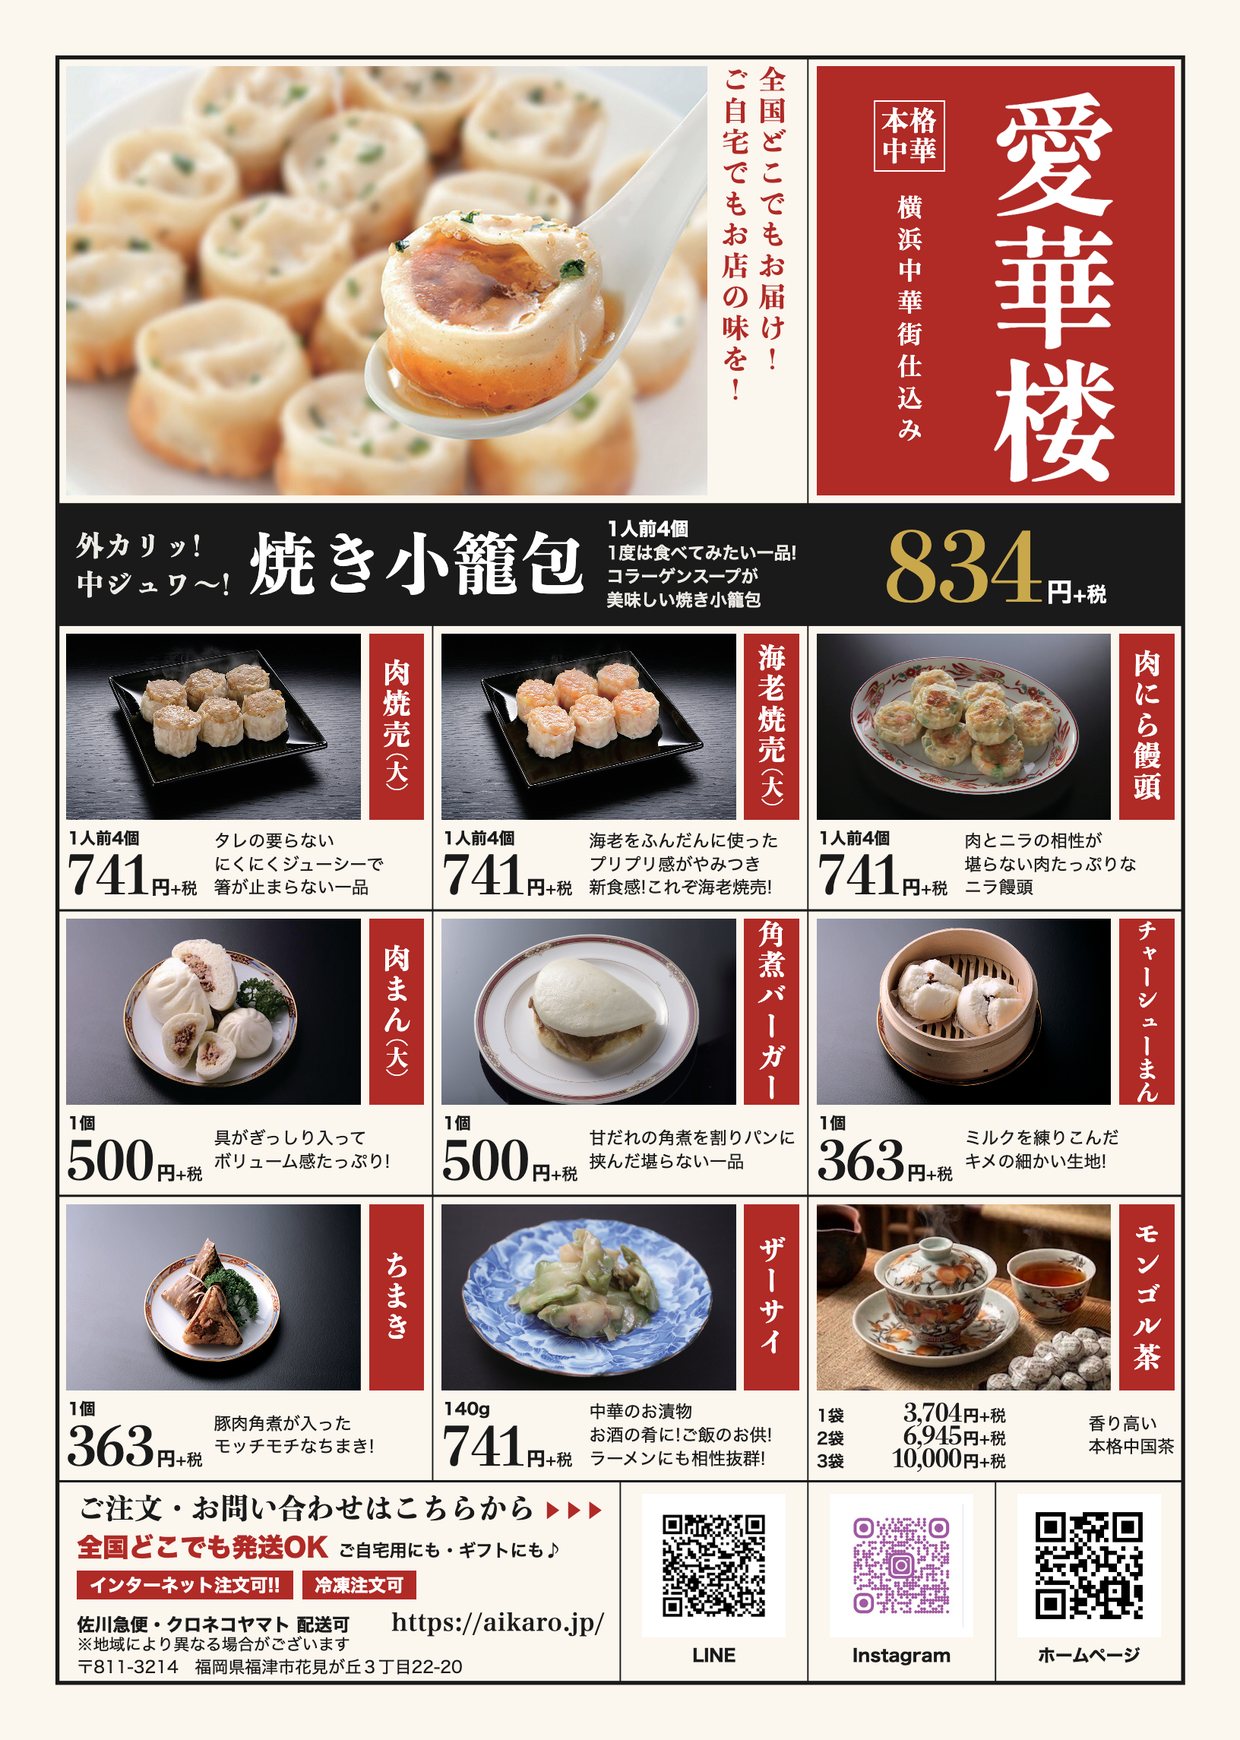 愛華楼
本格
中華
横浜中華街仕込み
全国どこでもお届け！
ご自宅でもお店の味を！
外カリッ！
中ジュワ〜！
焼き小籠包
1人前4個
1度は食べてみたい一品!
コラーゲンスープが
美味しい焼き小籠包
834円+税
肉焼売(大)
1人前4個
741円+税
タレの要らない
にくにくジューシーで
箸が止まらない一品
海老焼売(大)
1人前4個
741円+税
海老をふんだんに使った
プリプリ感がやみつき
新食感!これぞ海老焼売!
肉にら饅頭
1人前4個
741円+税
肉とニラの相性が
堪らない肉たっぷりな
ニラ饅頭
肉まん(大)
1個
500円+税
具がぎっしり入って
ボリューム感たっぷり!
角煮バーガー
1個
500円+税
甘だれの角煮を割りパンに
挟んだ堪らない一品
チャーシューまん
1個
363円+税
ミルクを練りこんだ
キメの細かい生地!
ちまき
1個
363円+税
豚肉角煮が入った
モッチモチなちまき!
ザーサイ
140g
741円+税
中華のお漬物
お酒の肴に!ご飯のお供!
ラーメンにも相性抜群!
モンゴル茶
1袋 3,704円+税
2袋 6,945円+税
3袋 10,000円+税
香り高い
本格中国茶
ご注文・お問い合わせはこちらから ▶▶▶
全国どこでも発送OK ご自宅用にも・ギフトにも♪
インターネット注文可!! 冷凍注文可
佐川急便・クロネコヤマト 配送可 https://aikaro.jp/
※地域により異なる場合がございます
〒811-3214 福岡県福津市花見が丘３丁目22-20
LINE
Instagram
ホームページ